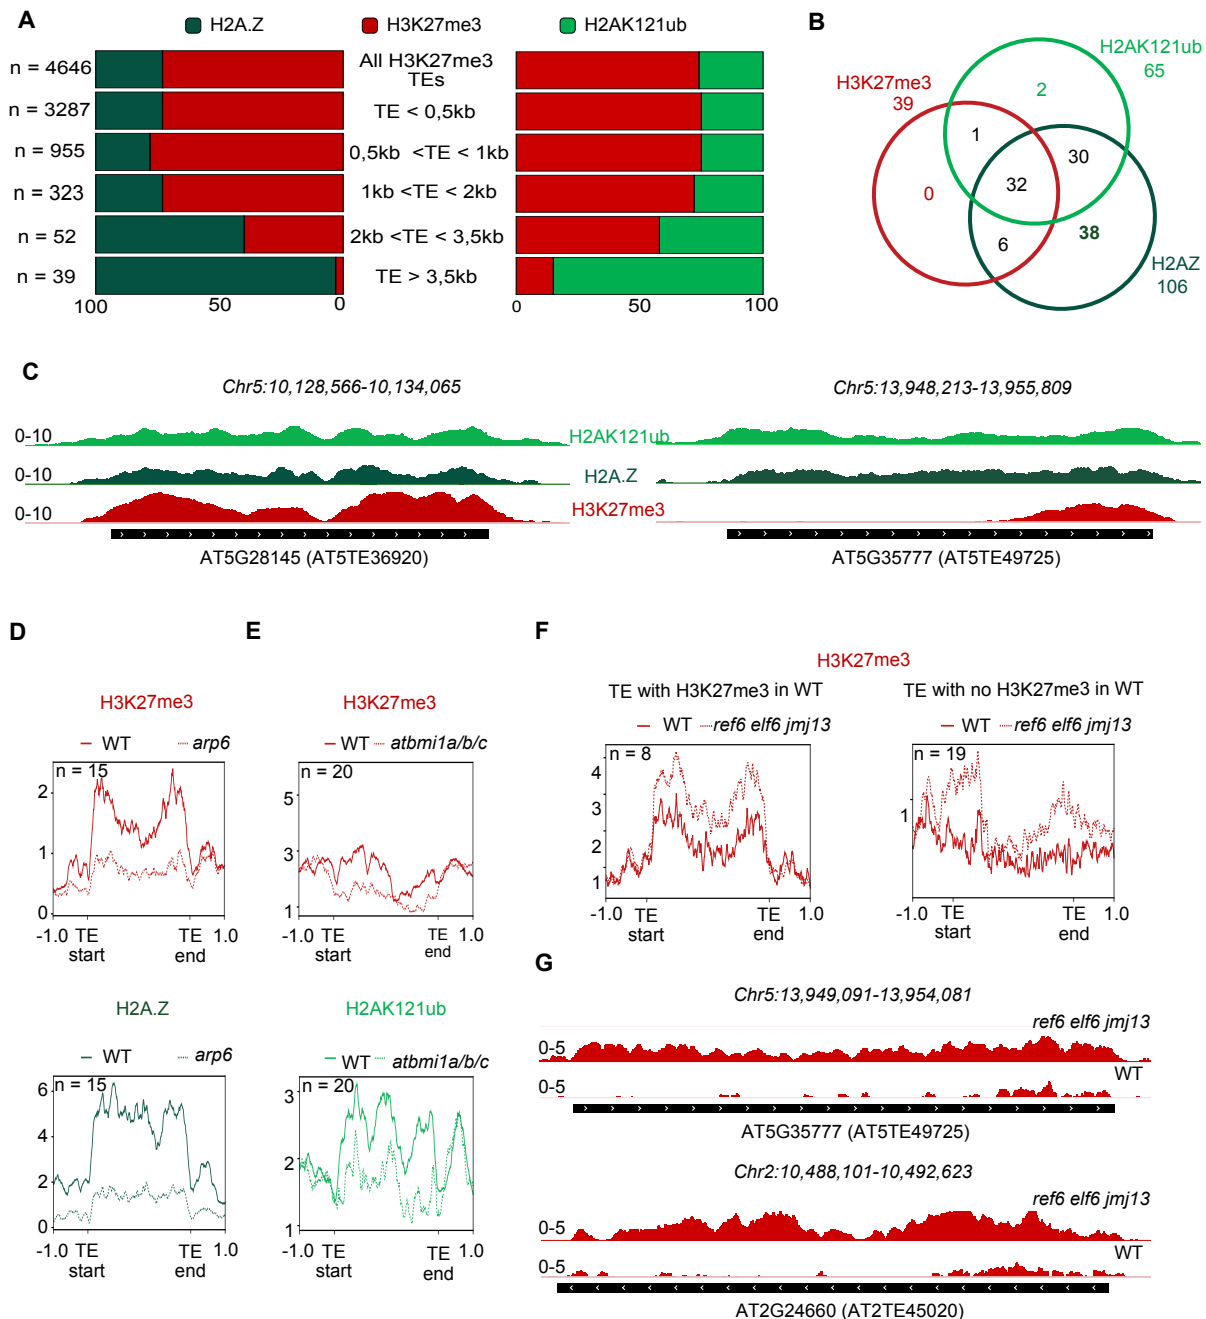 A
H2A.Z
H3K27me3
H2AK121ub
n = 4646
All H3K27me3
TEs
n = 3287
TE < 0,5kb
n = 955
0,5kb <TE < 1kb
n = 323
1kb <TE < 2kb
n = 52
2kb <TE < 3,5kb
n = 39
TE > 3,5kb
100
50
0
0
50
100
B
H2AK121ub
65
H3K27me3
39
2
1
30
32
0
6
38
H2AZ
106
C
Chr5:10,128,566-10,134,065
Chr5:13,948,213-13,955,809
0-10
H2AK121ub
0-10
H2A.Z
0-10
H3K27me3
AT5G28145 (AT5TE36920)
AT5G35777 (AT5TE49725)
D
H3K27me3
WT
arp6
n = 15
2
1
0
-1.0
TE
start
TE
end
1.0
H2A.Z
WT
arp6
n = 15
6
4
2
0
-1.0
TE
start
TE
end
1.0
E
H3K27me3
WT
atbmi1a/b/c
n = 20
5
3
1
-1.0
TE
start
TE
end
1.0
H2AK121ub
WT
atbmi1a/b/c
n = 20
3
2
1
-1.0
TE
start
TE
end
1.0
F
H3K27me3
TE with H3K27me3 in WT
WT
ref6 elf6 jmj13
n = 8
4
3
2
1
-1.0
TE
start
TE
end
1.0
TE with no H3K27me3 in WT
WT
ref6 elf6 jmj13
n = 19
1
-1.0
TE
start
TE
end
1.0
G
Chr5:13,949,091-13,954,081
ref6 elf6 jmj13
0-5
WT
0-5
AT5G35777 (AT5TE49725)
Chr2:10,488,101-10,492,623
ref6 elf6 jmj13
0-5
WT
0-5
AT2G24660 (AT2TE45020)